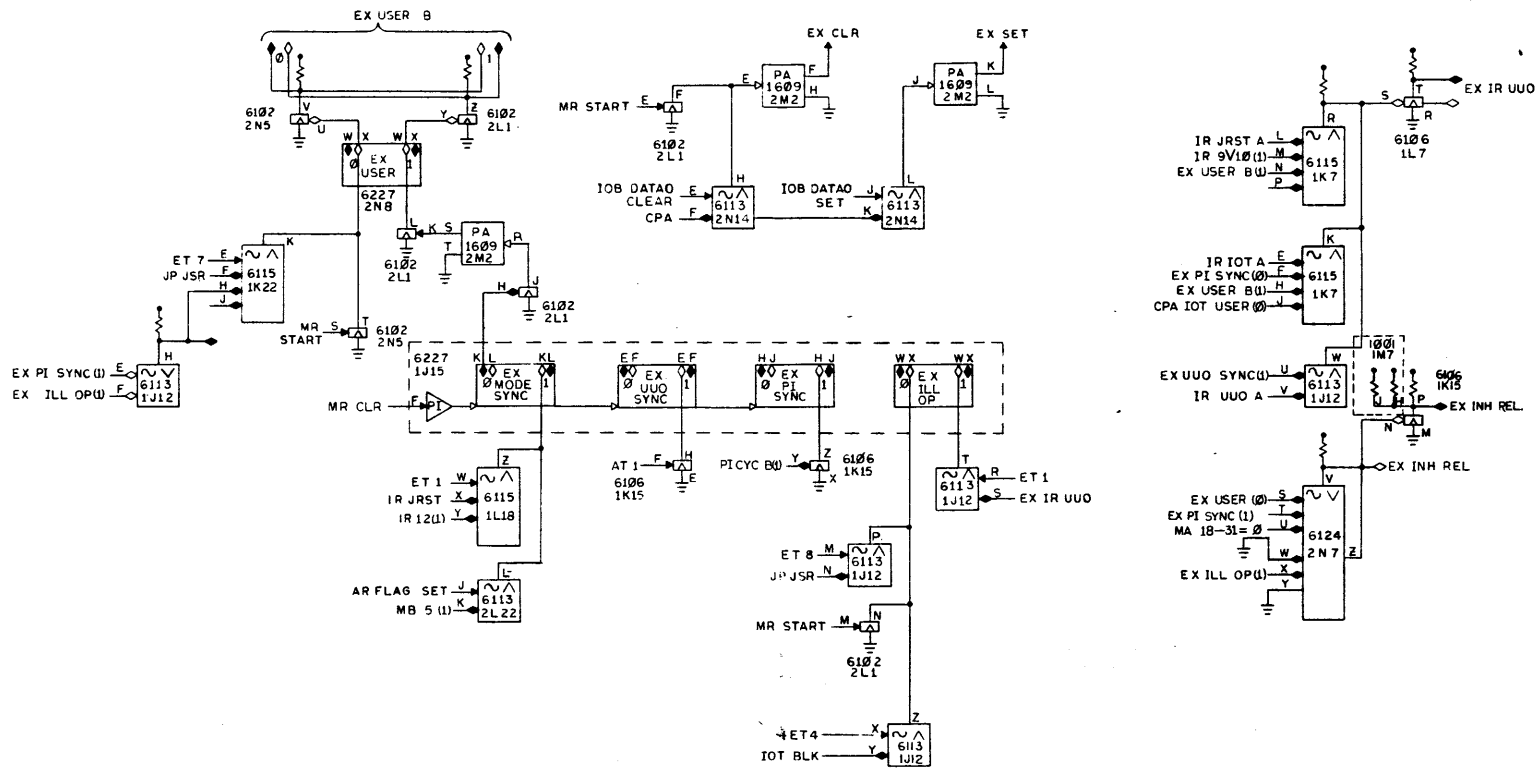 EX USER B
Ø 1
V Z
6102 2N5
U
Y
6102 2L1
W X W X
Ø EX USER 1
6227 2N8
L K S
PA 1609 2M2
R
T
6102 2L1
H J
6102 2L1
K
ET 7 E
JP JSR F
H
J
6115 1K22
MR START S T
6102 2N5
EX PI SYNC(1) E
EX ILL OP(1) F
H
6113 1J12
EX CLR
MR START E F
6102 2L1
E PA 1609 2M2 F H
IOB DATAO CLEAR E
CPA F
H
6113 2N14
EX SET
J PA 1609 2M2 K L
IOB DATAO SET J
K
L
6113 2N14
6227 1J15
MR CLR F PI
K L K L
Ø EX MODE SYNC 1
E F E F
Ø EX UUO SYNC 1
H J H J
Ø EX PI SYNC 1
W X W X
Ø EX ILL OP 1
ET 1 W
IR JRST X
IR 12(1) Y
Z
6115 1L18
AR FLAG SET J
MB 5 (1) K
L
6113 2L22
AT 1 F H E
6106 1K15
PI CYC B(1) Y Z X
6106 1K15
T
6113 1J12
R ET 1
S EX IR UUO
ET 8 M
JP JSR N
P
6113 1J12
MR START M N
6102 2L1
ET4 X
IOT BLK Y
Z
6113 1J12
EX IR UUO
S T R
6106 1L7
IR JRST A L
IR 9V1Ø(1) M
EX USER B(1) N
P
R
6115 1K7
IR IOT A E
EX PI SYNC(Ø) F
EX USER B(1) H
CPA IOT USER(Ø) J
K
6115 1K7
EX UUO SYNC(1) U
IR UUO A V
W
6113 1J12
1ØØ1 1M7
J H P
6106 1K15
EX INH REL.
N M
EX INH REL
V
EX USER (Ø) S
EX PI SYNC (1) T
MA 18-31= Ø U
W
EX ILL OP(1) X
Y
6124 2N7
Z